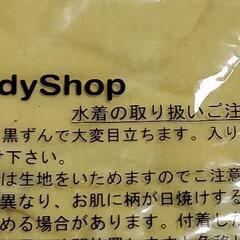 dyShop
水着の取り扱いご注
黒ずんで大変目立ちます。入り
け下さい。
は生地をいためますのでご注意
異なり、お肌に柄が日焼けする
める場合があります。付着した